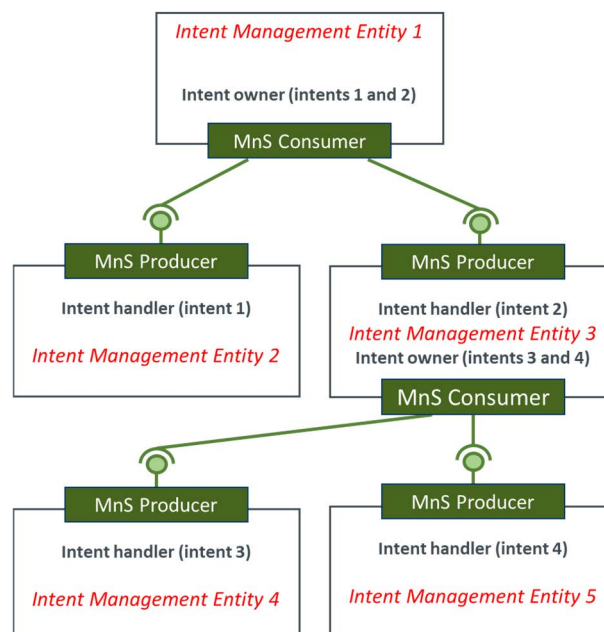 Intent Management Entity 1
Intent owner (intents 1 and 2)
MnS Consumer
MnS Producer
Intent handler (intent 1)
Intent Management Entity 2
MnS Producer
Intent handler (intent 2)
Intent Management Entity 3
Intent owner (intents 3 and 4)
MnS Consumer
MnS Producer
Intent handler (intent 3)
Intent Management Entity 4
MnS Producer
Intent handler (intent 4)
Intent Management Entity 5